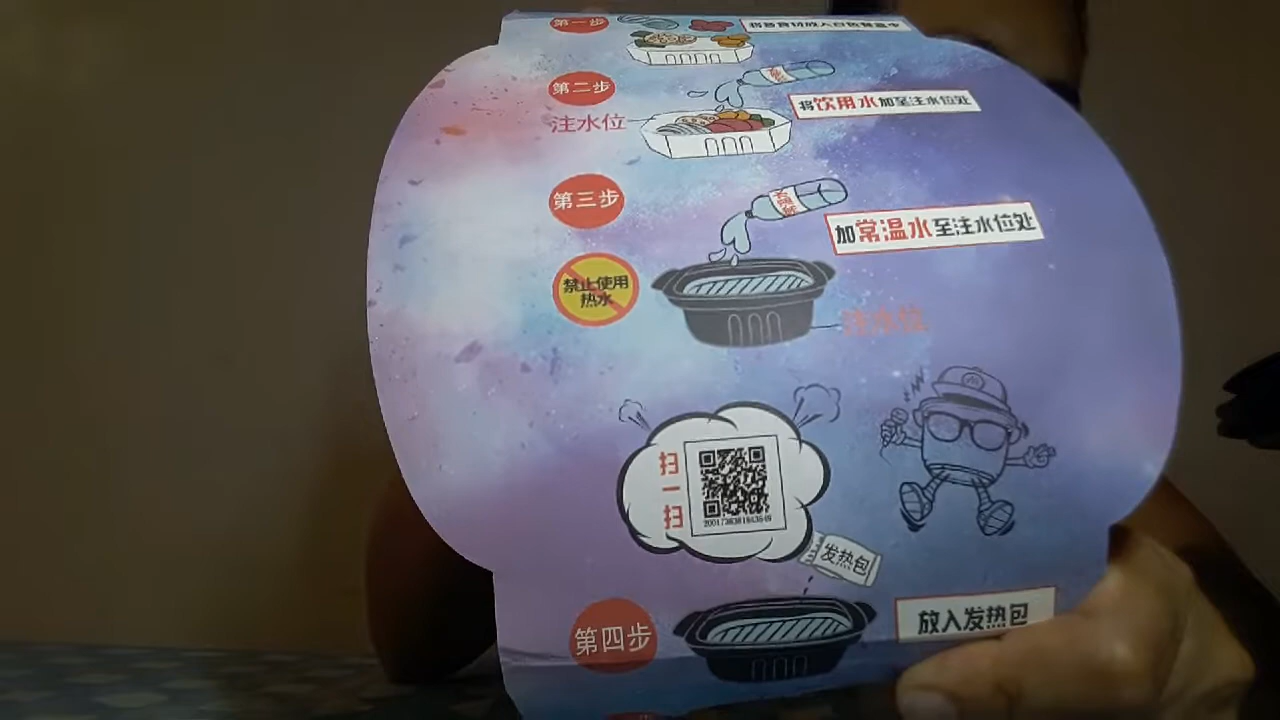 第一步
第二步
将饮用水加至注水位处
注水位
第三步
加常温水至注水位处
禁止使用
热水
注水位
扫一扫
发热包
第四步
放入发热包